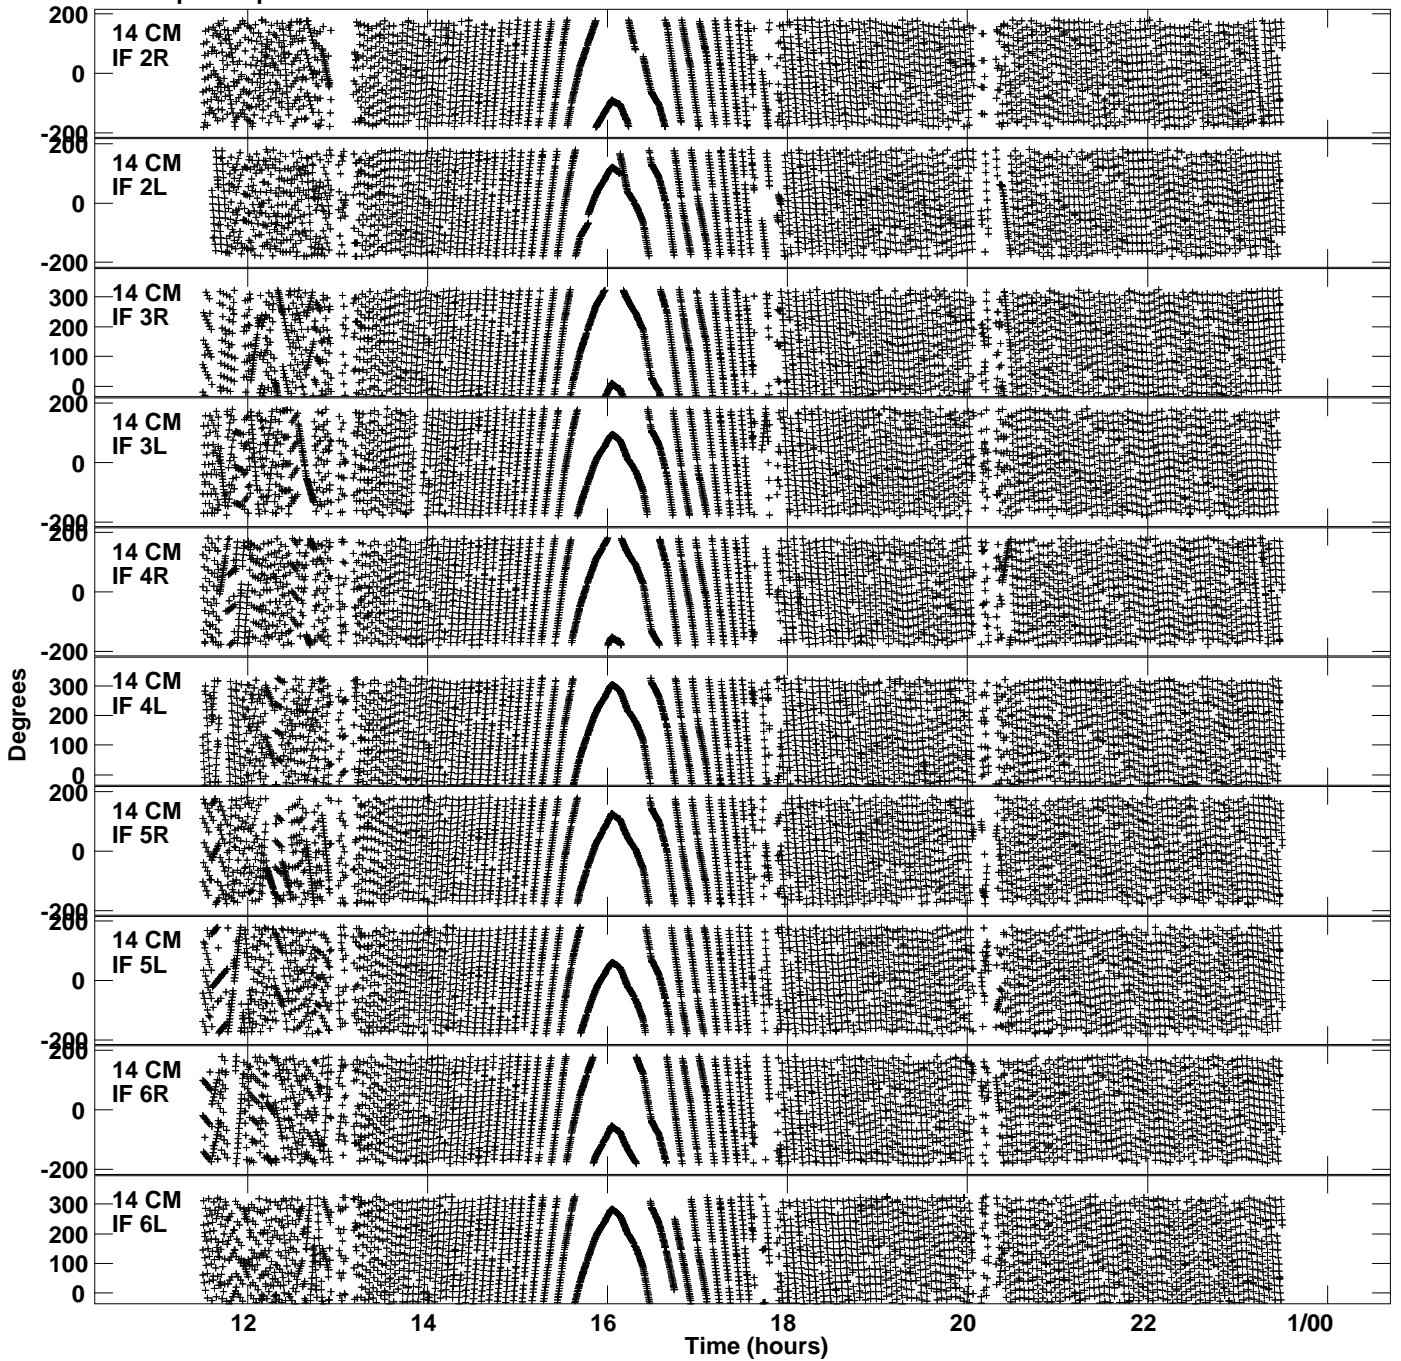 200
0
-200
14 CM
IF 2R
200
0
-200
14 CM
IF 2L
300
200
100
0
14 CM
IF 3R
200
0
-200
14 CM
IF 3L
200
0
-200
14 CM
IF 4R
300
200
100
0
14 CM
IF 4L
200
0
-200
14 CM
IF 5R
200
0
-200
14 CM
IF 5L
200
0
-200
14 CM
IF 6R
300
200
100
0
14 CM
IF 6L
Degrees
12 14 16 18 20 22 1/00
Time (hours)